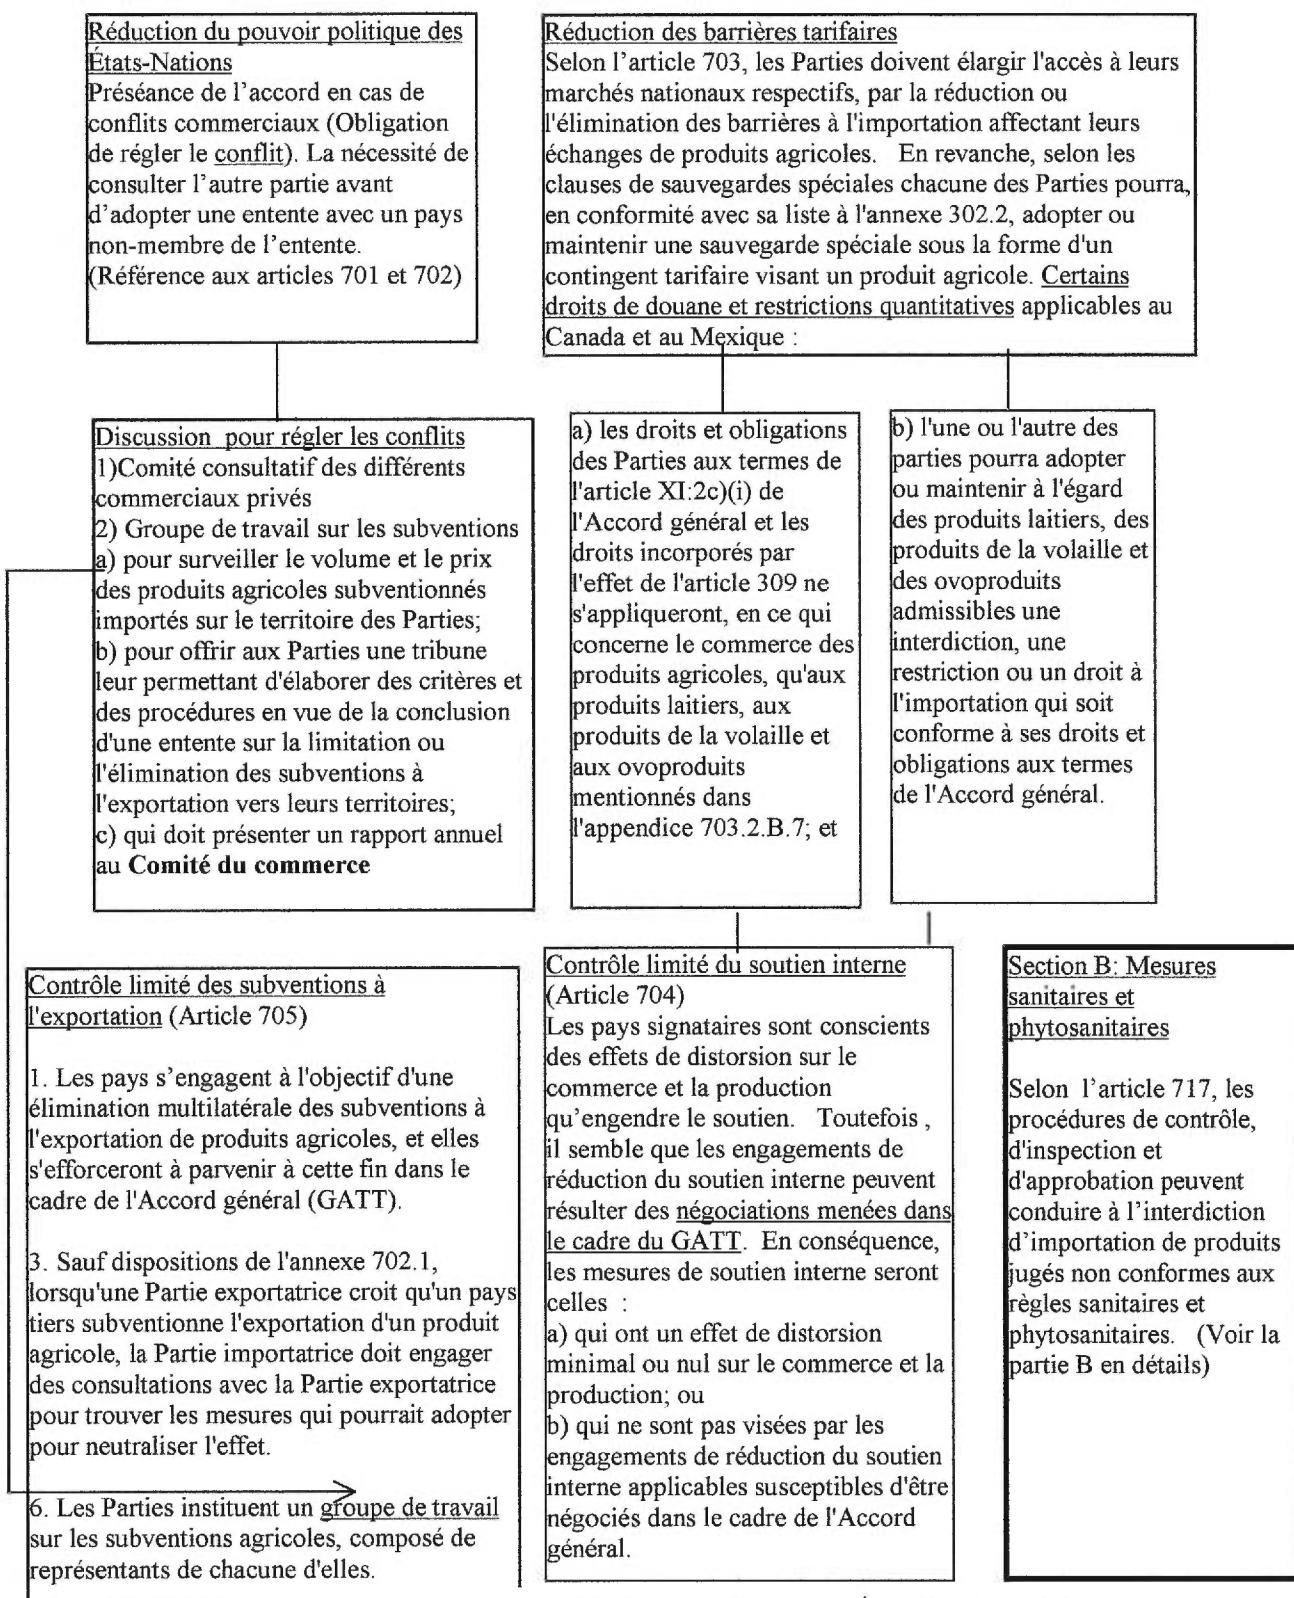 Réduction du pouvoir politique des
États-Nations
Préséance de l'accord en cas de
conflits commerciaux (Obligation
de régler le conflit). La nécessité de
consulter l'autre partie avant
d'adopter une entente avec un pays
non-membre de l'entente.
(Référence aux articles 701 et 702)
Réduction des barrières tarifaires
Selon l'article 703, les Parties doivent élargir l'accès à leurs
marchés nationaux respectifs, par la réduction ou
l'élimination des barrières à l'importation affectant leurs
échanges de produits agricoles. En revanche, selon les
clauses de sauvegardes spéciales chacune des Parties pourra,
en conformité avec sa liste à l'annexe 302.2, adopter ou
maintenir une sauvegarde spéciale sous la forme d'un
contingent tarifaire visant un produit agricole. Certains
droits de douane et restrictions quantitatives applicables au
Canada et au Mexique :
Discussion pour régler les conflits
1)Comité consultatif des différents
commerciaux privés
2) Groupe de travail sur les subventions
a) pour surveiller le volume et le prix
des produits agricoles subventionnés
importés sur le territoire des Parties;
b) pour offrir aux Parties une tribune
leur permettant d'élaborer des critères et
des procédures en vue de la conclusion
d'une entente sur la limitation ou
l'élimination des subventions à
l'exportation vers leurs territoires;
c) qui doit présenter un rapport annuel
au Comité du commerce
a) les droits et obligations
des Parties aux termes de
l'article XI:2c)(i) de
l'Accord général et les
droits incorporés par
l'effet de l'article 309 ne
s'appliqueront, en ce qui
concerne le commerce des
produits agricoles, qu'aux
produits laitiers, aux
produits de la volaille et
aux ovoproduits
mentionnés dans
l'appendice 703.2.B.7; et
b) l'une ou l'autre des
parties pourra adopter
ou maintenir à l'égard
des produits laitiers, des
produits de la volaille et
des ovoproduits
admissibles une
interdiction, une
restriction ou un droit à
l'importation qui soit
conforme à ses droits et
obligations aux termes
de l'Accord général.
Contrôle limité des subventions à
l'exportation (Article 705)
1. Les pays s'engagent à l'objectif d'une
élimination multilatérale des subventions à
l'exportation de produits agricoles, et elles
s'efforceront à parvenir à cette fin dans le
cadre de l'Accord général (GATT).
3. Sauf dispositions de l'annexe 702.1,
lorsqu'une Partie exportatrice croit qu'un pays
tiers subventionne l'exportation d'un produit
agricole, la Partie importatrice doit engager
des consultations avec la Partie exportatrice
pour trouver les mesures qui pourrait adopter
pour neutraliser l'effet.
6. Les Parties instituent un groupe de travail
sur les subventions agricoles, composé de
représentants de chacune d'elles.
Contrôle limité du soutien interne
(Article 704)
Les pays signataires sont conscients
des effets de distorsion sur le
commerce et la production
qu'engendre le soutien. Toutefois ,
il semble que les engagements de
réduction du soutien interne peuvent
résulter des négociations menées dans
le cadre du GATT. En conséquence,
les mesures de soutien interne seront
celles :
a) qui ont un effet de distorsion
minimal ou nul sur le commerce et la
production; ou
b) qui ne sont pas visées par les
engagements de réduction du soutien
interne applicables susceptibles d'être
négociés dans le cadre de l'Accord
général.
Section B: Mesures
sanitaires et
phytosanitaires
Selon l'article 717, les
procédures de contrôle,
d'inspection et
d'approbation peuvent
conduire à l'interdiction
d'importation de produits
jugés non conformes aux
règles sanitaires et
phytosanitaires. (Voir la
partie B en détails)